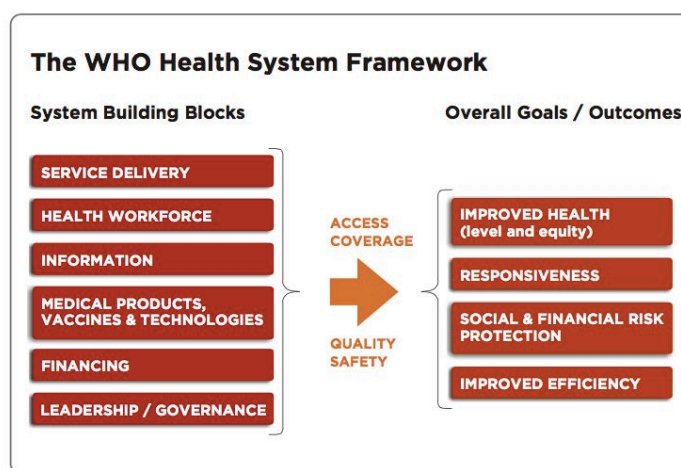 The WHO Health System Framework
System Building Blocks
Overall Goals / Outcomes
SERVICE DELIVERY
HEALTH WORKFORCE
INFORMATION
MEDICAL PRODUCTS,
VACCINES & TECHNOLOGIES
FINANCING
LEADERSHIP / GOVERNANCE
ACCESS
COVERAGE
QUALITY
SAFETY
IMPROVED HEALTH
(level and equity)
RESPONSIVENESS
SOCIAL & FINANCIAL RISK
PROTECTION
IMPROVED EFFICIENCY